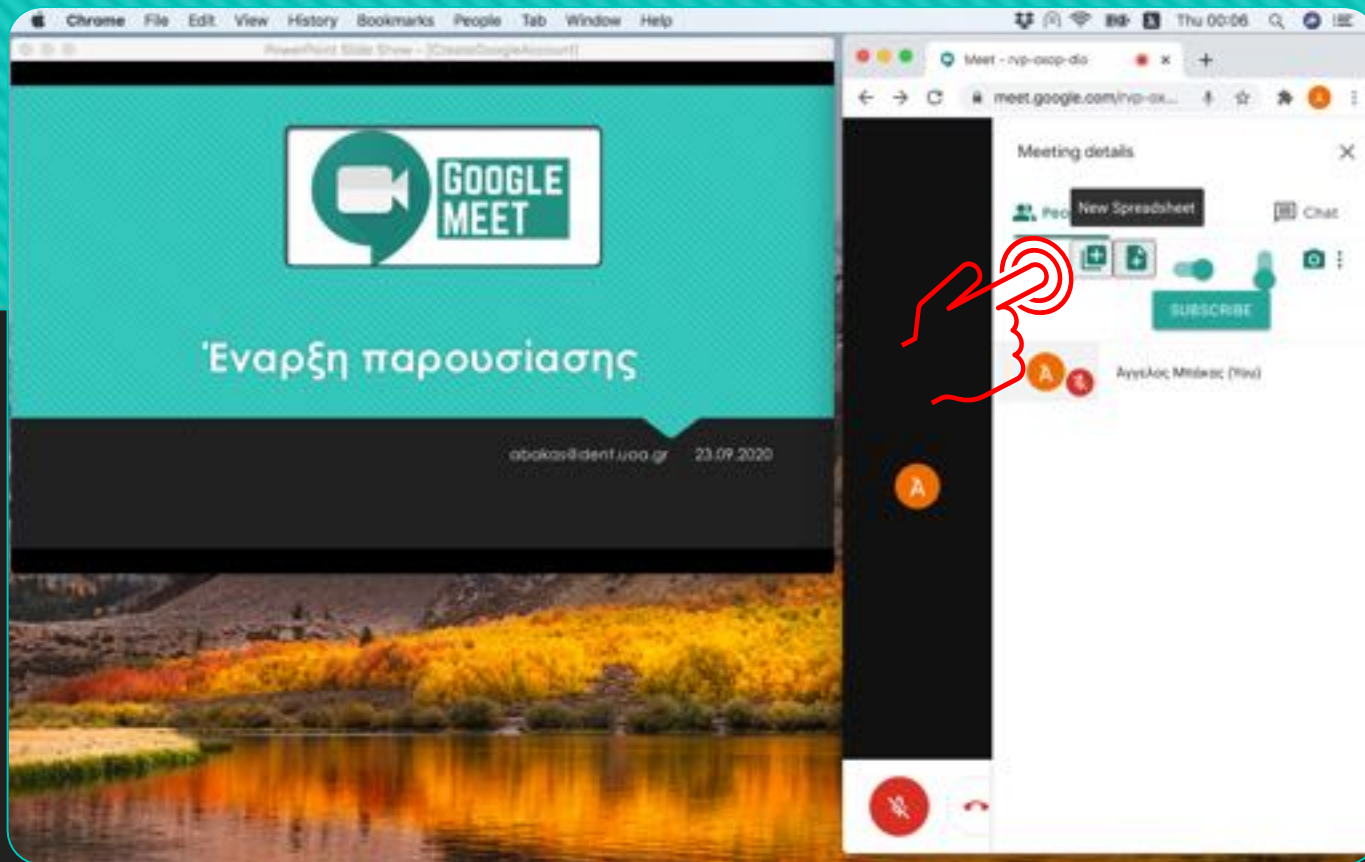 Chrome File Edit View History Bookmarks People Tab Window Help
Thu 00:06
PowerPoint Slide Show - [CreateGoogleAccount]
GOOGLE
MEET
Έναρξη παρουσίασης
abakas@dent.uoa.gr 23.09.2020
Meet - rvp-oxop-dio
meet.google.com/rvp-ox...
Meeting details
Peo
New Spreadsheet
Chat
SUBSCRIBE
Α
Άγγελος Μπάκας (You)
Α